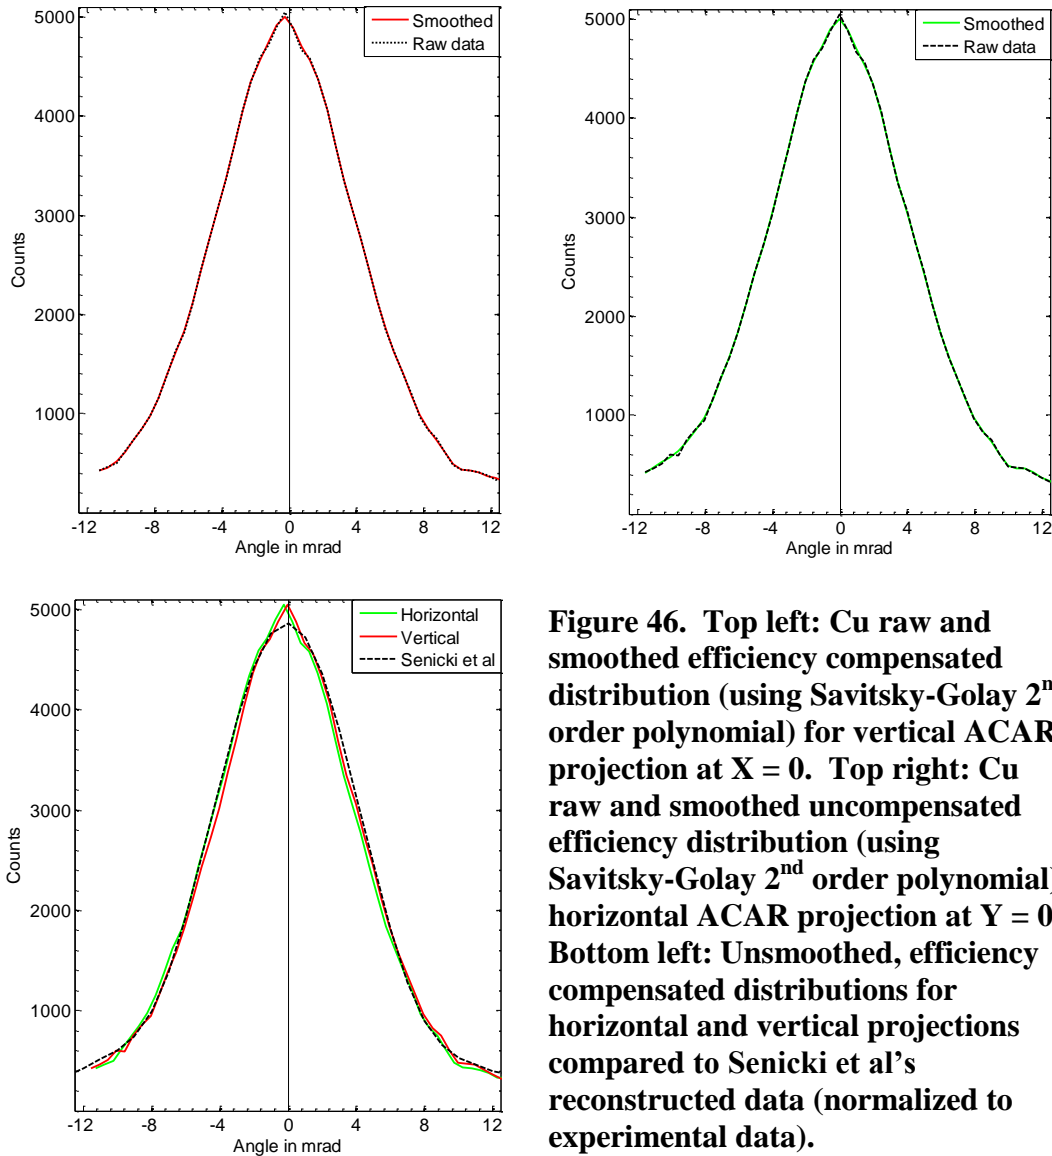 5000
4000
3000
2000
1000
Counts
-12 -8 -4 0 4 8 12
Angle in mrad
Smoothed
Raw data
5000
4000
3000
2000
1000
Counts
-12 -8 -4 0 4 8 12
Angle in mrad
Smoothed
Raw data
5000
4000
3000
2000
1000
Counts
-12 -8 -4 0 4 8 12
Angle in mrad
Horizontal
Vertical
Senicki et al
Figure 46. Top left: Cu raw and
smoothed efficiency compensated
distribution (using Savitsky-Golay 2n
order polynomial) for vertical ACAR
projection at X = 0. Top right: Cu
raw and smoothed uncompensated
efficiency distribution (using
Savitsky-Golay 2nd order polynomial)
horizontal ACAR projection at Y = 0
Bottom left: Unsmoothed, efficiency
compensated distributions for
horizontal and vertical projections
compared to Senicki et al’s
reconstructed data (normalized to
experimental data).